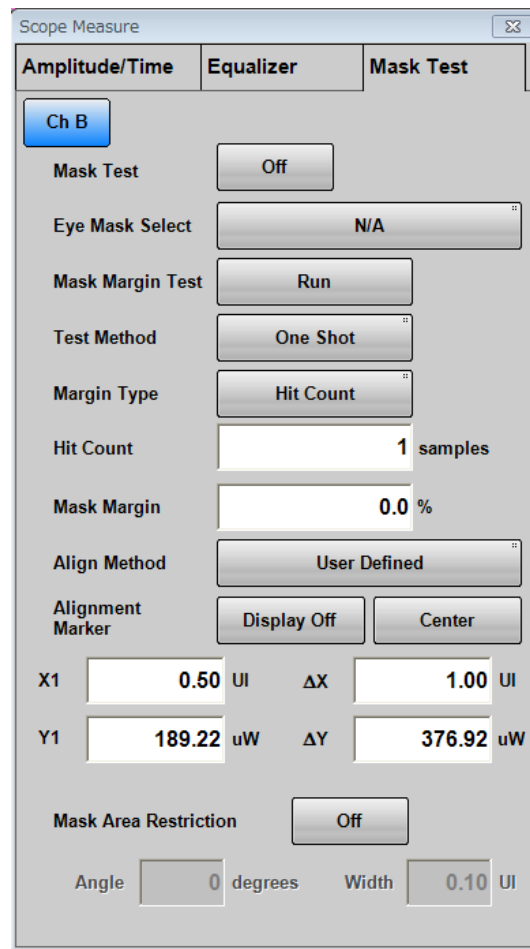 Scope Measure
Amplitude/Time Equalizer Mask Test
Ch B
Mask Test Off
Eye Mask Select N/A
Mask Margin Test Run
Test Method One Shot
Margin Type Hit Count
Hit Count 1 samples
Mask Margin 0.0 %
Align Method User Defined
Alignment
Marker Display Off Center
X1 0.50 UI ΔX 1.00 UI
Y1 189.22 uW ΔY 376.92 uW
Mask Area Restriction Off
Angle 0 degrees Width 0.10 UI